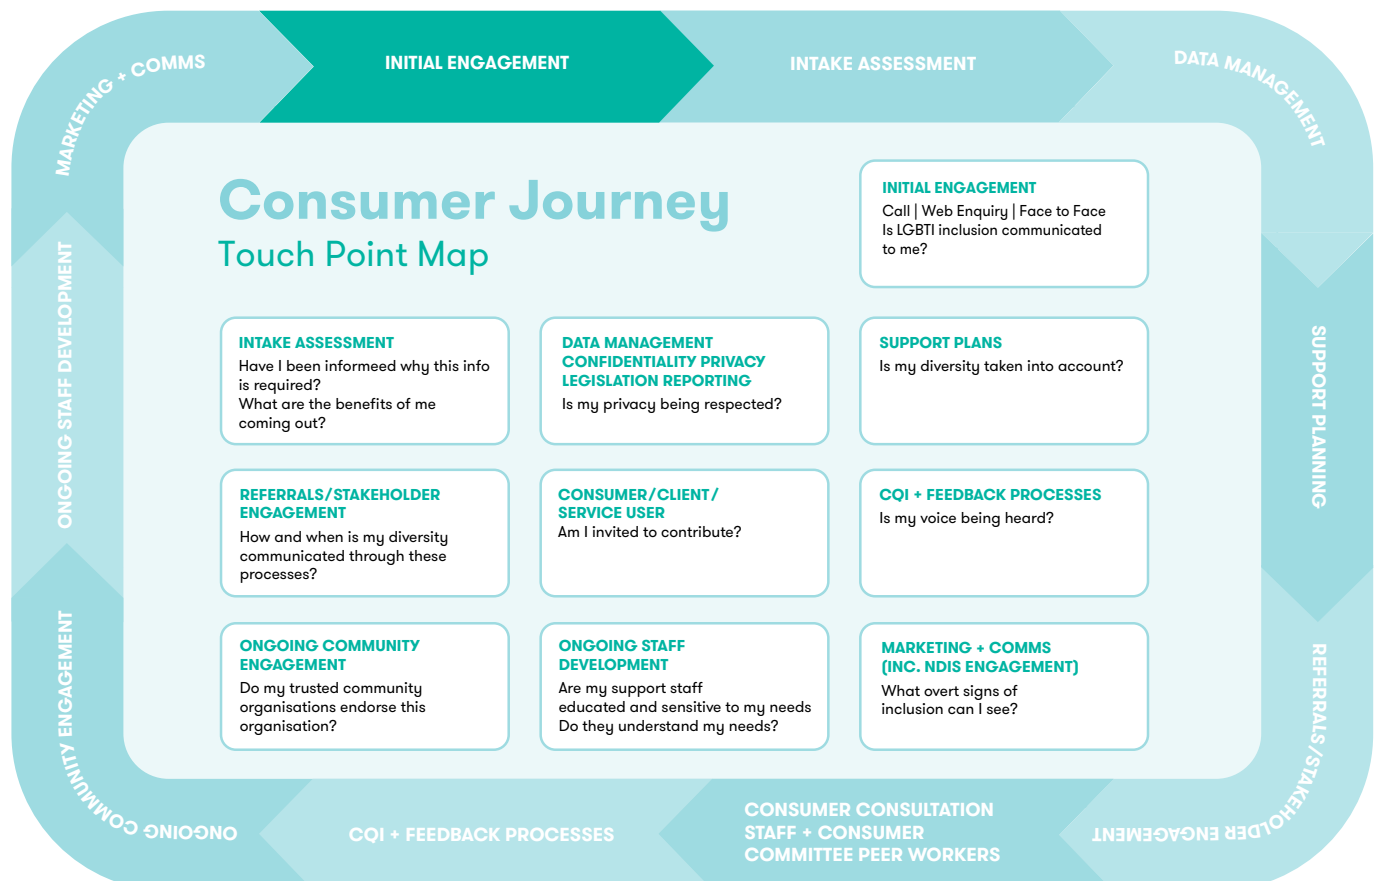 MARKETING + COMMS
INITIAL ENGAGEMENT
INTAKE ASSESSMENT
DATA MANAGEMENT
SUPPORT PLANNING
REFERRALS/STAKEHOLDER ENGAGEMENT
CONSUMER CONSULTATION
STAFF + CONSUMER
COMMITTEE PEER WORKERS
CQI + FEEDBACK PROCESSES
ONGOING COMMUNITY ENGAGEMENT
ONGOING STAFF DEVELOPMENT
Consumer Journey
Touch Point Map
INITIAL ENGAGEMENT
Call | Web Enquiry | Face to Face
Is LGBTI inclusion communicated
to me?
INTAKE ASSESSMENT
Have I been informeed why this info
is required?
What are the benefits of me
coming out?
DATA MANAGEMENT
CONFIDENTIALITY PRIVACY
LEGISLATION REPORTING
Is my privacy being respected?
SUPPORT PLANS
Is my diversity taken into account?
REFERRALS/STAKEHOLDER
ENGAGEMENT
How and when is my diversity
communicated through these
processes?
CONSUMER/CLIENT/
SERVICE USER
Am I invited to contribute?
CQI + FEEDBACK PROCESSES
Is my voice being heard?
ONGOING COMMUNITY
ENGAGEMENT
Do my trusted community
organisations endorse this
organisation?
ONGOING STAFF
DEVELOPMENT
Are my support staff
educated and sensitive to my needs
Do they understand my needs?
MARKETING + COMMS
(INC. NDIS ENGAGEMENT)
What overt signs of
inclusion can I see?